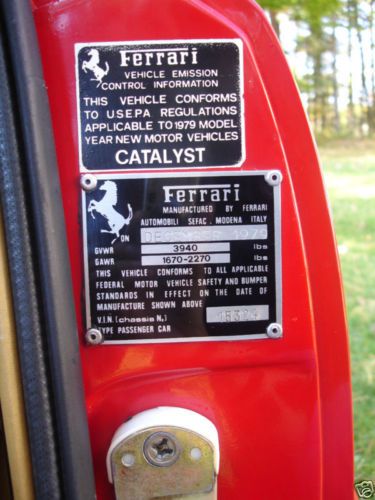 Ferrari
VEHICLE EMISSION
CONTROL INFORMATION
THIS VEHICLE CONFORMS
TO U.S.E.P.A REGULATIONS
APPLICABLE TO 1979 MODEL
YEAR NEW MOTOR VEHICLES
CATALYST
Ferrari
MANUFACTURED BY FERRARI
AUTOMOBILI SEFAC. MODENA ITALY
ON DECEMBER 1979
GVWR 3940 lbs
GAWR 1670-2270 lbs
THIS VEHICLE CONFORMS TO ALL APPLICABLE
FEDERAL MOTOR VEHICLE SAFETY AND BUMPER
STANDARDS IN EFFECT ON THE DATE OF
MANUFACTURE SHOWN ABOVE
V.I.N. (chassis N.)
TYPE PASSENGER CAR